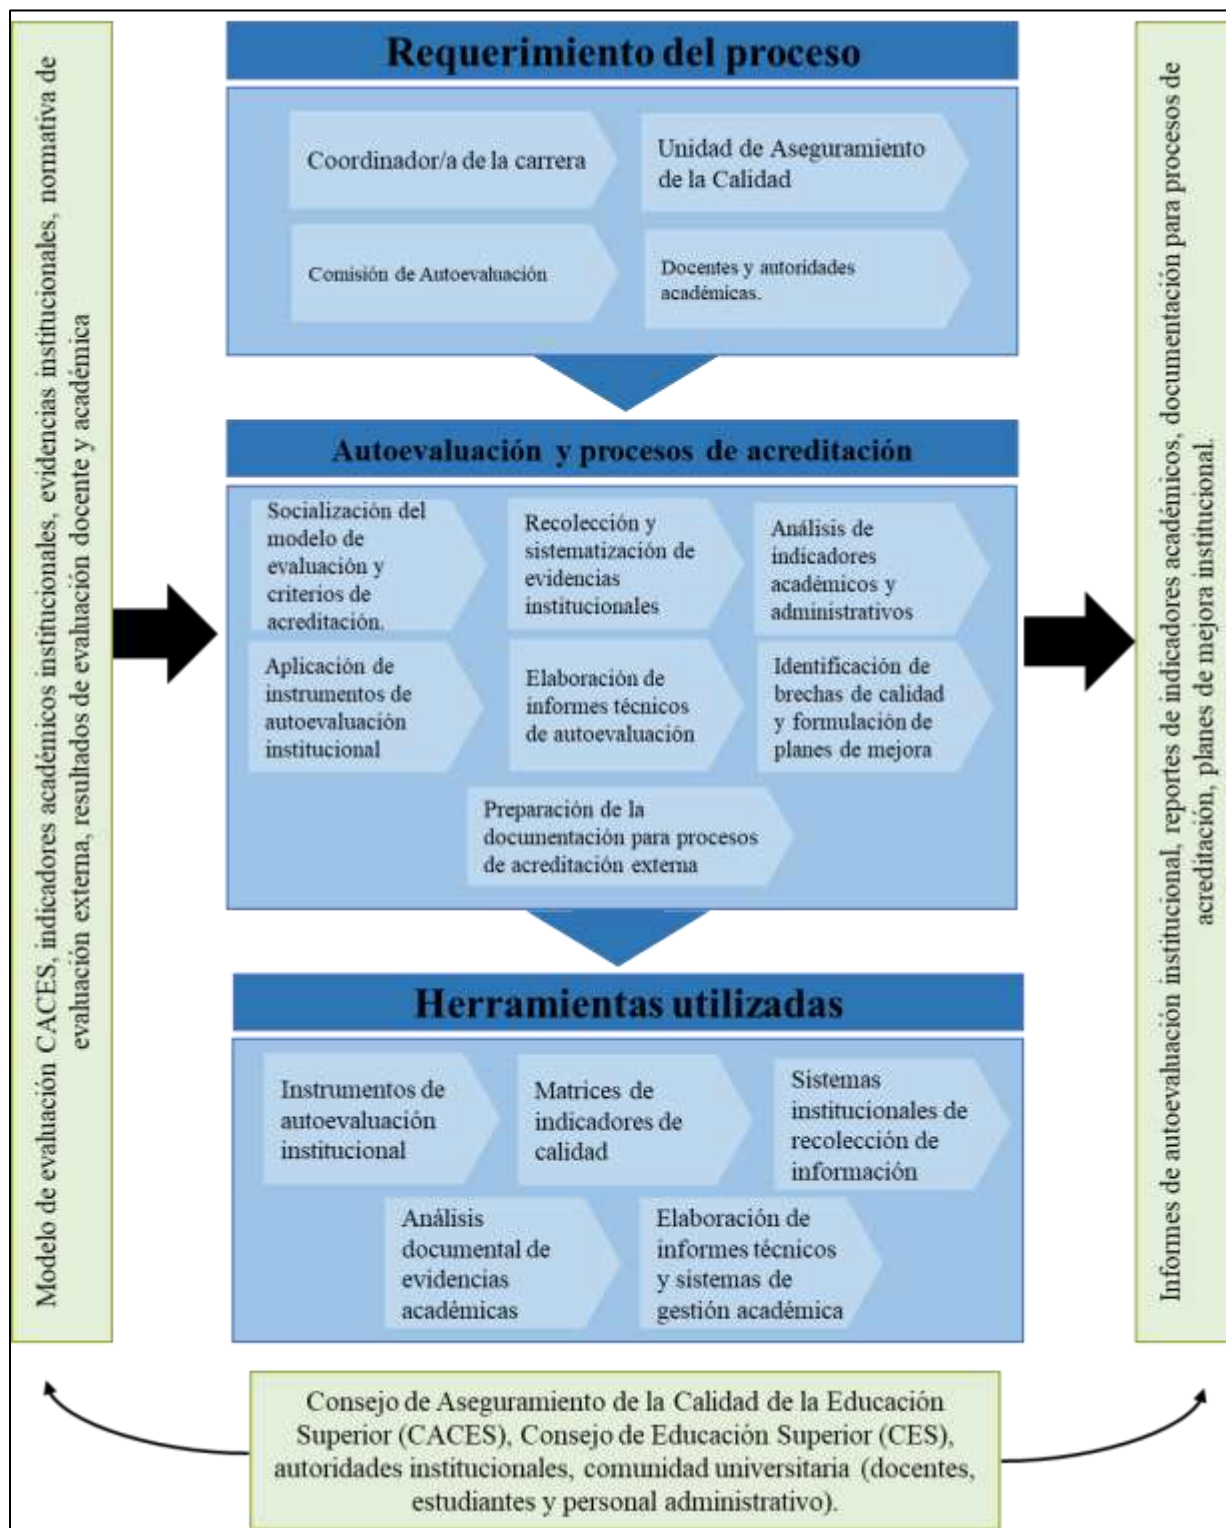 Modelo de evaluación CACES, indicadores académicos institucionales, evidencias institucionales, normativa de
evaluación externa, resultados de evaluación docente y académica
Requerimiento del proceso
Coordinador/a de la carrera
Unidad de Aseguramiento
de la Calidad
Comisión de Autoevaluación
Docentes y autoridades
académicas.
Autoevaluación y procesos de acreditación
Socialización del
modelo de
evaluación y
criterios de
acreditación.
Recolección y
sistematización de
evidencias
institucionales
Análisis de
indicadores
académicos y
administrativos
Aplicación de
instrumentos de
autoevaluación
institucional
Elaboración de
informes técnicos
de autoevaluación
Identificación de
brechas de calidad
y formulación de
planes de mejora
Preparación de la
documentación para procesos
de acreditación externa
Herramientas utilizadas
Instrumentos de
autoevaluación
institucional
Matrices de
indicadores de
calidad
Sistemas
institucionales de
recolección de
información
Análisis
documental de
evidencias
académicas
Elaboración de
informes técnicos
y sistemas de
gestión académica
Informes de autoevaluación institucional, reportes de indicadores académicos, documentación para procesos de
acreditación, planes de mejora institucional.
Consejo de Aseguramiento de la Calidad de la Educación
Superior (CACES), Consejo de Educación Superior (CES),
autoridades institucionales, comunidad universitaria (docentes,
estudiantes y personal administrativo).